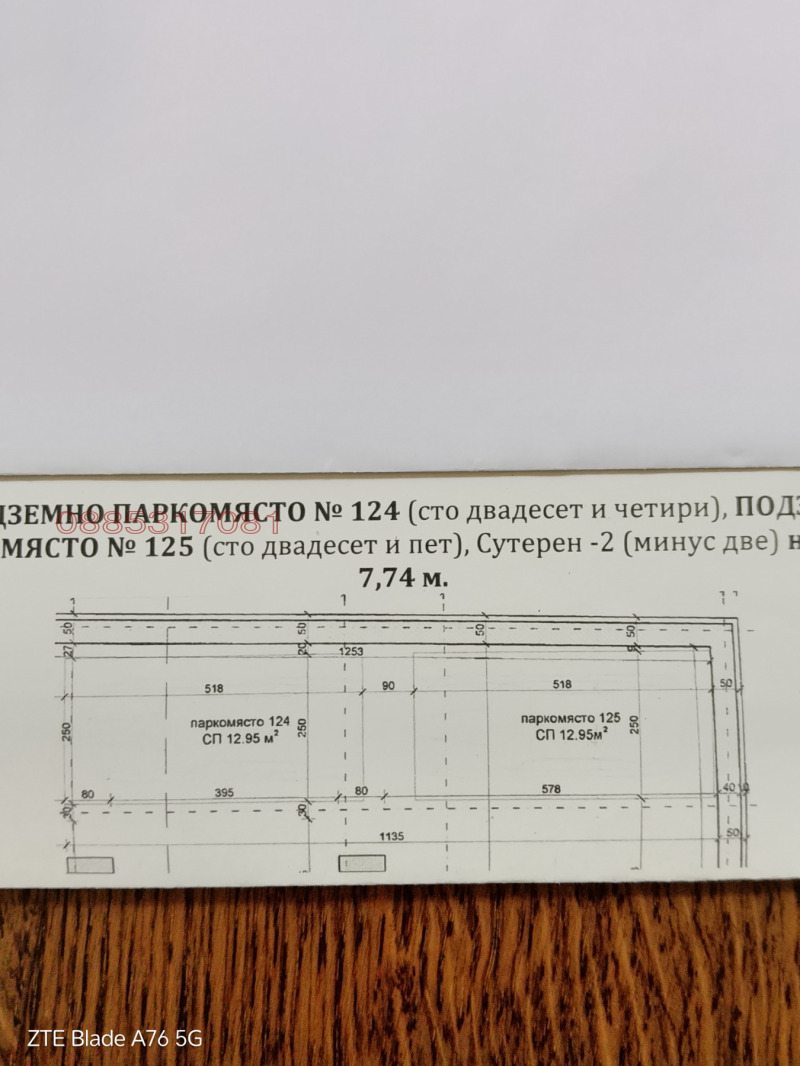 ДЗЕМНО ПАРКОМЯСТО № 124 (сто двадесет и четири), ПОДЗ
0885317081
МЯСТО № 125 (сто двадесет и пет), Сутерен -2 (минус две) н
7,74 м.
1
50 50 50 50
27 20 1253
518 90 518 50
250 паркомясто 124 250 паркомясто 125 250
СП 12.95 м² СП 12.95м²
80 395 80 578 40
30 30
1135 50
ZTE Blade A76 5G